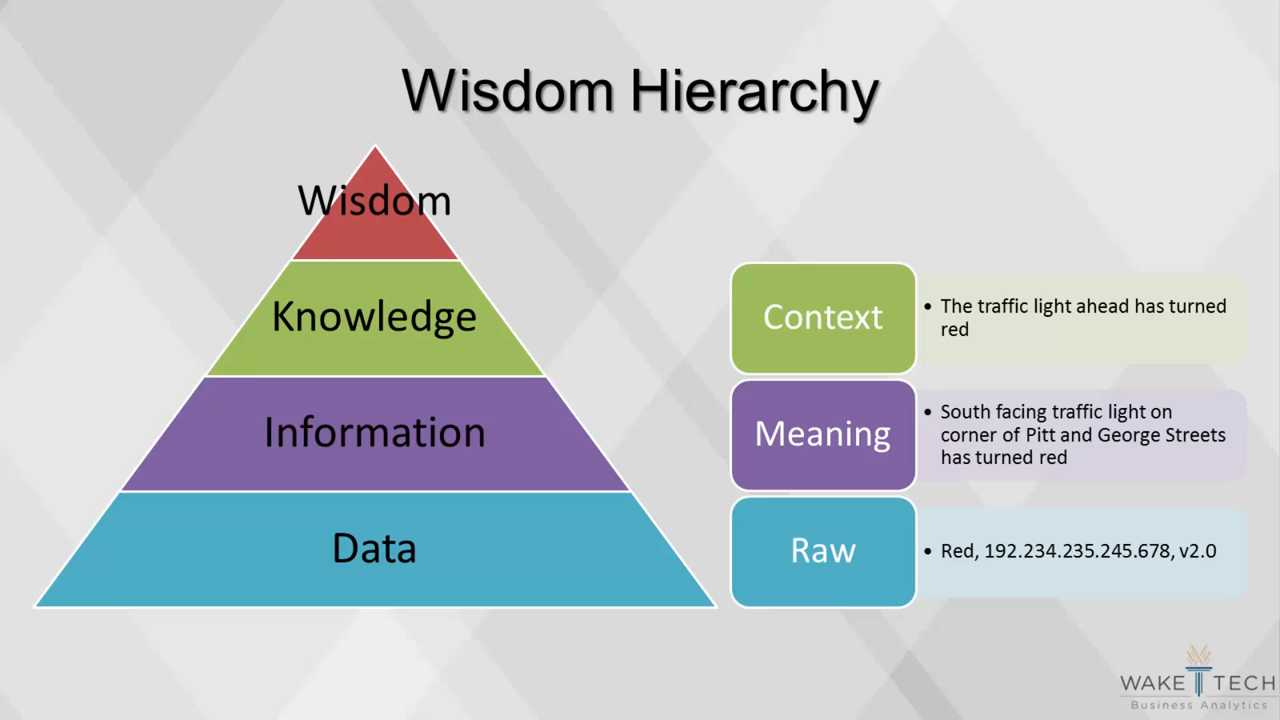 Wisdom Hierarchy
Wisdom
Knowledge
Information
Data
Context
• The traffic light ahead has turned
red
Meaning
• South facing traffic light on
corner of Pitt and George Streets
has turned red
Raw
• Red, 192.234.235.245.678, v2.0
WAKE TECH
Business Analytics